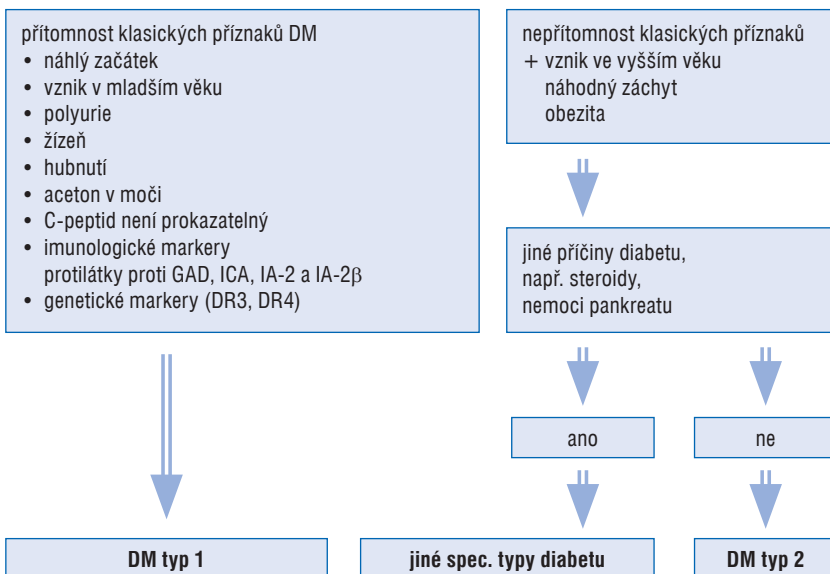 přítomnost klasických příznaků DM
• náhlý začátek
• vznik v mladším věku
• polyurie
• žízeň
• hubnutí
• aceton v moči
• C-peptid není prokazatelný
• imunologické markery
protilátky proti GAD, ICA, IA-2 a IA-2β
• genetické markery (DR3, DR4)
nepřítomnost klasických příznaků
+ vznik ve vyšším věku
náhodný záchyt
obezita
jiné příčiny diabetu,
např. steroidy,
nemoci pankreatu
ano
ne
DM typ 1
jiné spec. typy diabetu
DM typ 2